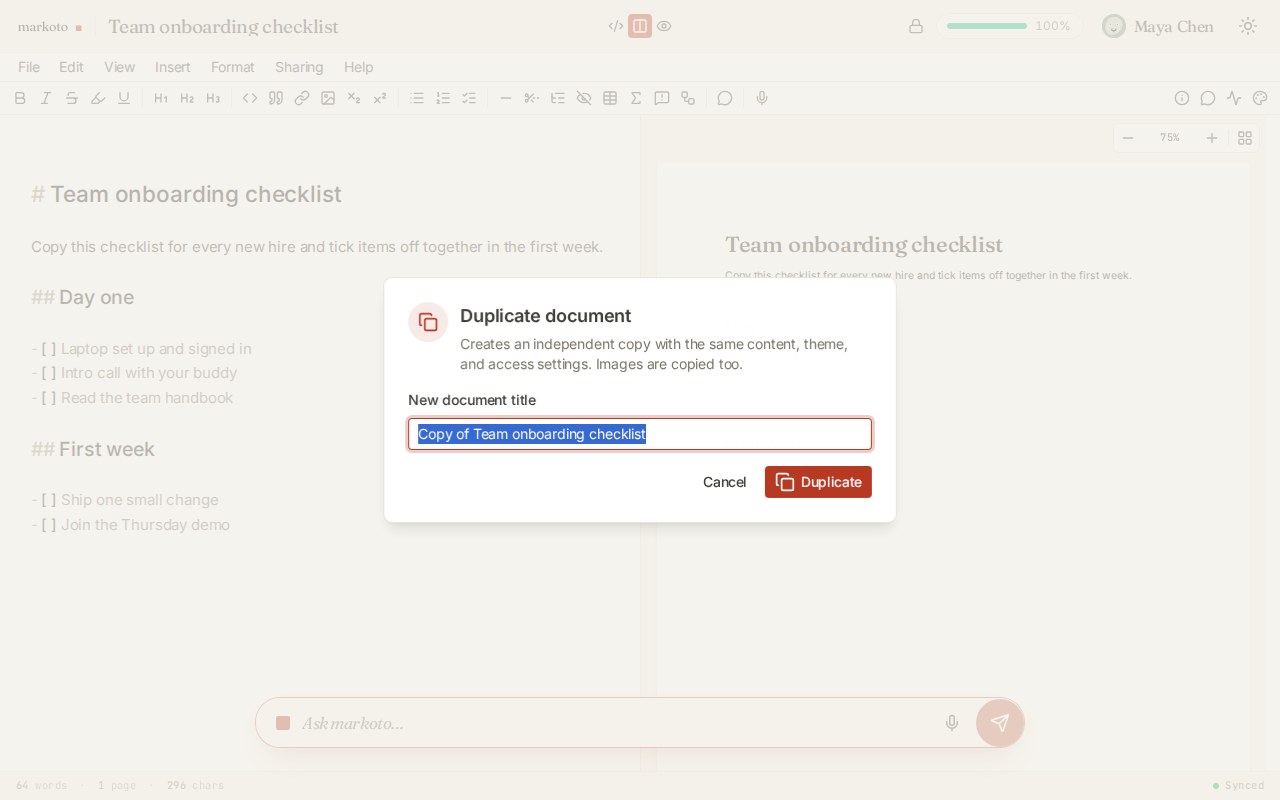 markoto
Team onboarding checklist
100%
Maya Chen
File Edit View Insert Format Sharing Help
H1 H2 H3
75%
# Team onboarding checklist
Copy this checklist for every new hire and tick items off together in the first week.
## Day one
- [ ] Laptop set up and signed in
- [ ] Intro call with your buddy
- [ ] Read the team handbook
## First week
- [ ] Ship one small change
- [ ] Join the Thursday demo
Team onboarding checklist
Copy this checklist for every new hire and tick items off together in the first week.
Duplicate document
Creates an independent copy with the same content, theme,
and access settings. Images are copied too.
New document title
Copy of Team onboarding checklist
Cancel
Duplicate
Ask markoto...
64 words · 1 page · 296 chars
Synced